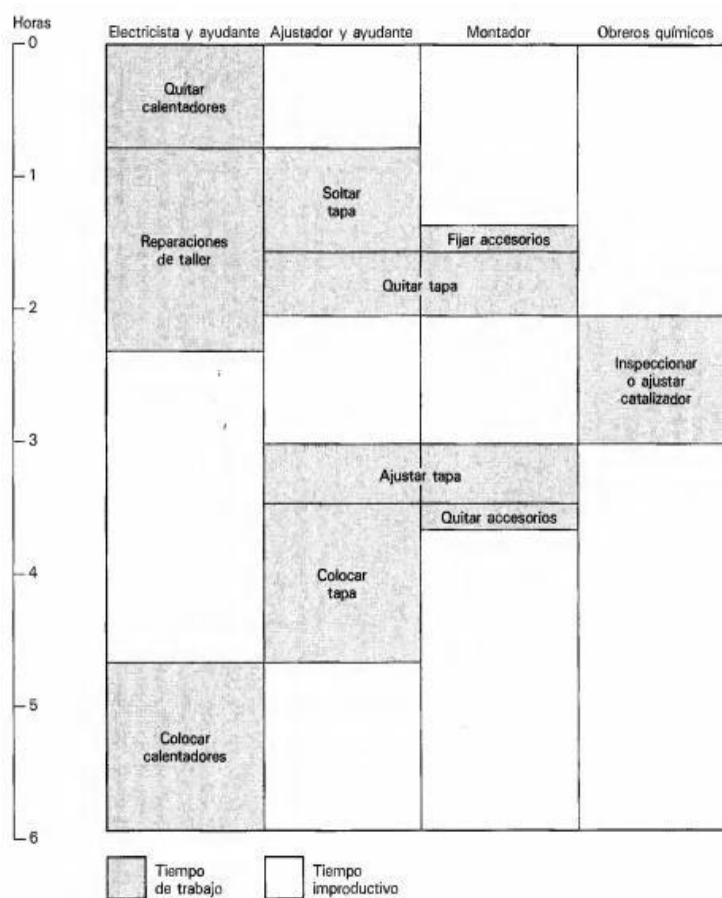 Horas
Electricista y ayudante
Ajustador y ayudante
Montador
Obreros químicos
0
Quitar
calentadores
1
Soltar
tapa
Reparaciones
de taller
Fijar accesorios
Quitar tapa
2
Inspeccionar
o ajustar
catalizador
3
Ajustar tapa
Quitar accesorios
4
Colocar
tapa
5
Colocar
calentadores
6
Tiempo
de trabajo
Tiempo
improductivo